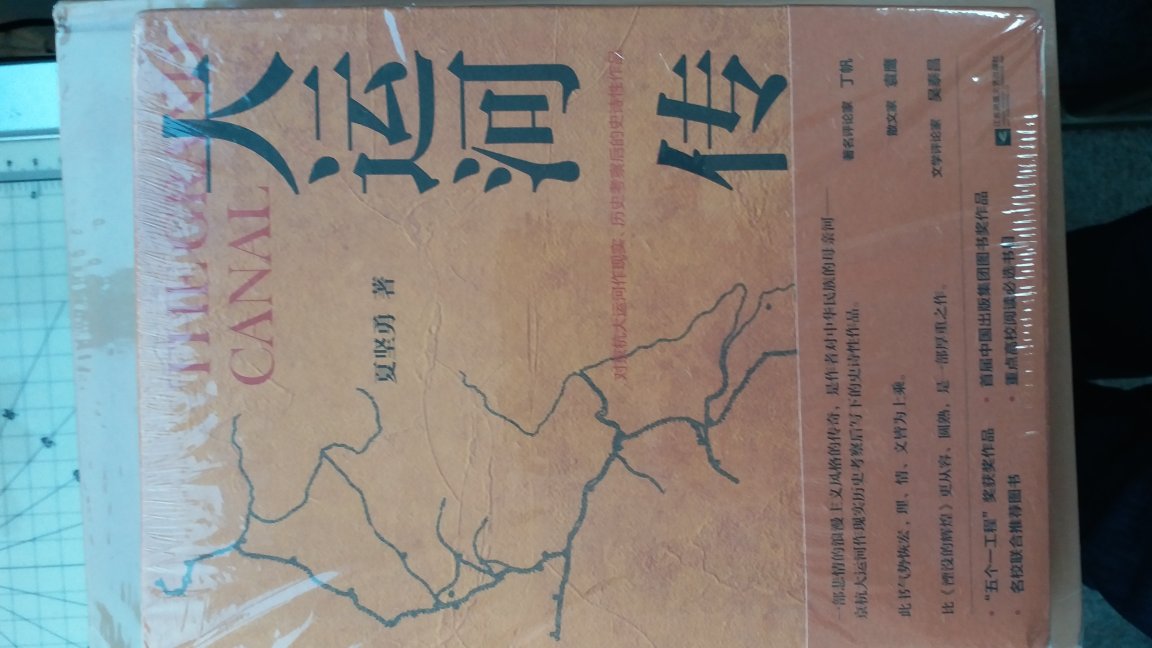 大运河传
THE GRAND
CANAL
夏坚勇 著
对京杭大运河作现实、历史考察后的史诗性作品
一部悲情的浪漫主义风格的传奇，是作者对中华民族的母亲河——
京杭大运河作现实历史考察后写下的史诗性作品。
著名评论家 丁帆
此书气势恢宏，理、情、文皆为上乘。
散文家 袁鹰
比《湮没的辉煌》更从容、圆熟，是一部厚重之作。
文学评论家 吴泰昌
• “五个一工程”奖获奖作品 • 首届中国出版集团图书奖作品
• 名校联合推荐图书 • 重点高校阅读必选书目